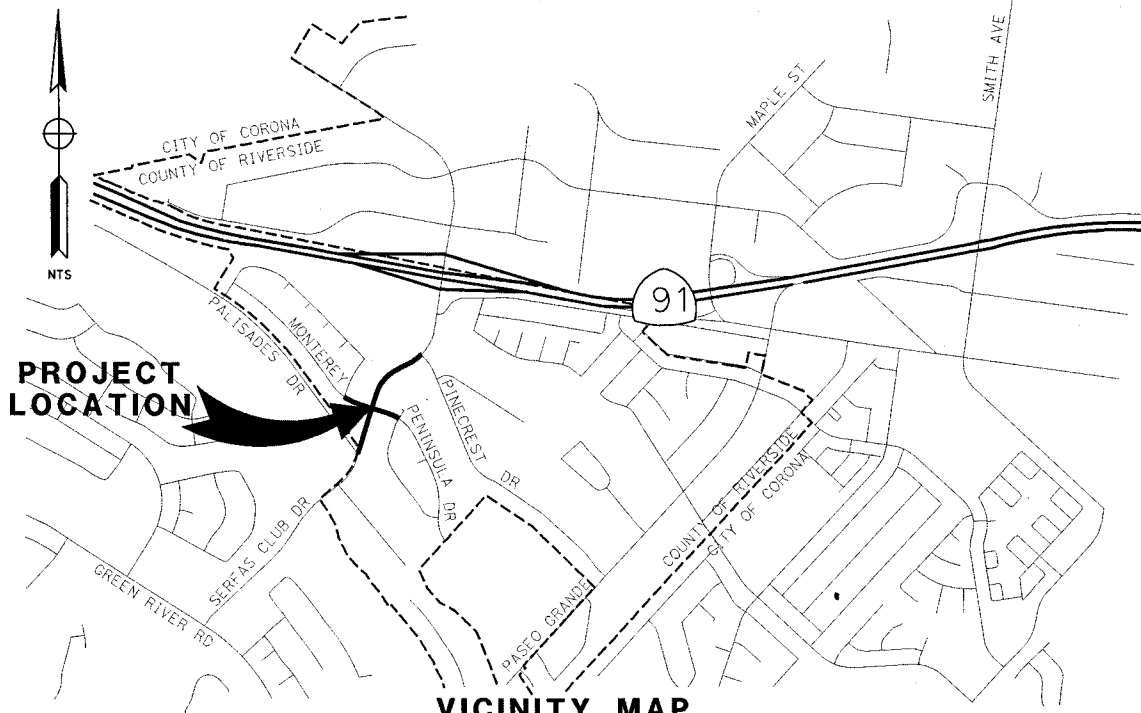 SMITH AVE
MAPLE ST
CITY OF CORONA
COUNTY OF RIVERSIDE
NTS
91
PALISADES DR
MONTEREY
PROJECT
LOCATION
PINECREST DR
PENINSULA DR
SERFAS CLUB DR
GREEN RIVER RD
COUNTY OF RIVERSIDE
CITY OF CORONA
PASEO GRANDE
VICINITY MAP